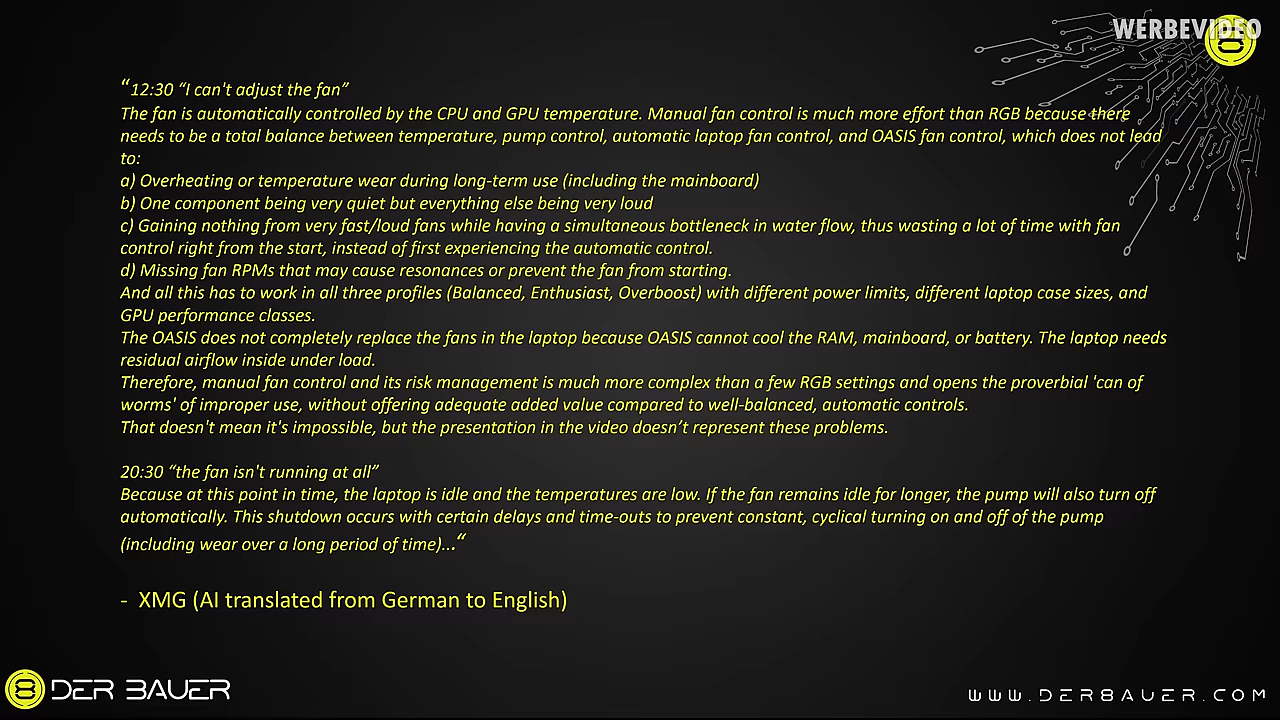 WERBEVIDEO
8
“12:30 “I can't adjust the fan”
The fan is automatically controlled by the CPU and GPU temperature. Manual fan control is much more effort than RGB because there
needs to be a total balance between temperature, pump control, automatic laptop fan control, and OASIS fan control, which does not lead
to:
a) Overheating or temperature wear during long-term use (including the mainboard)
b) One component being very quiet but everything else being very loud
c) Gaining nothing from very fast/loud fans while having a simultaneous bottleneck in water flow, thus wasting a lot of time with fan
control right from the start, instead of first experiencing the automatic control.
d) Missing fan RPMs that may cause resonances or prevent the fan from starting.
And all this has to work in all three profiles (Balanced, Enthusiast, Overboost) with different power limits, different laptop case sizes, and
GPU performance classes.
The OASIS does not completely replace the fans in the laptop because OASIS cannot cool the RAM, mainboard, or battery. The laptop needs
residual airflow inside under load.
Therefore, manual fan control and its risk management is much more complex than a few RGB settings and opens the proverbial 'can of
worms' of improper use, without offering adequate added value compared to well-balanced, automatic controls.
That doesn't mean it's impossible, but the presentation in the video doesn’t represent these problems.
20:30 “the fan isn't running at all”
Because at this point in time, the laptop is idle and the temperatures are low. If the fan remains idle for longer, the pump will also turn off
automatically. This shutdown occurs with certain delays and time-outs to prevent constant, cyclical turning on and off of the pump
(including wear over a long period of time)...“
- XMG (AI translated from German to English)
8 DER BAUER
WWW.DER8AUER.COM